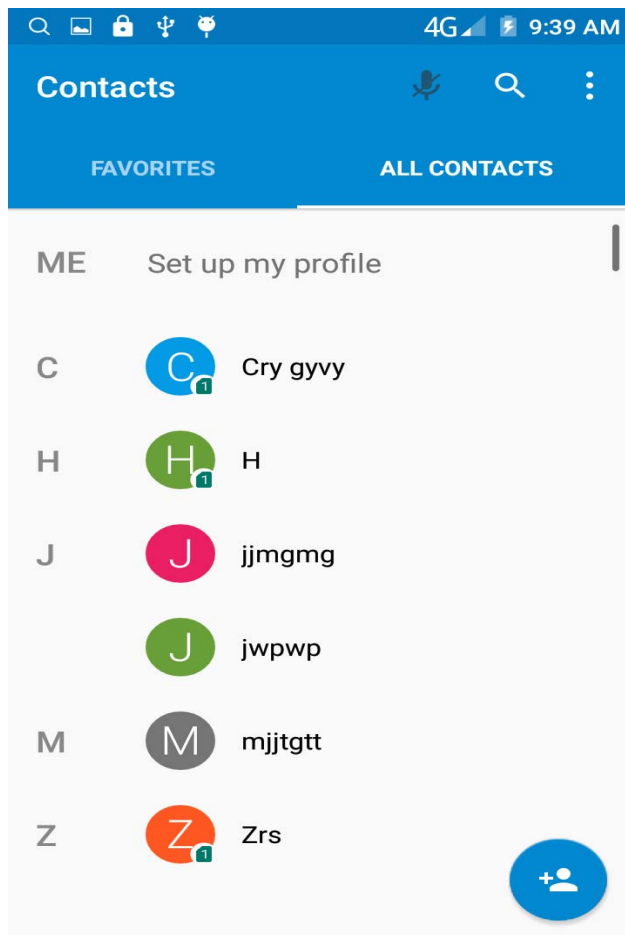 4G 9:39 AM
Contacts
FAVORITES ALL CONTACTS
ME Set up my profile
C C 1 Cry gyvy
H H 1 H
J J jjmgmg
J jwpwp
M M mjjtgtt
Z Z 1 Zrs